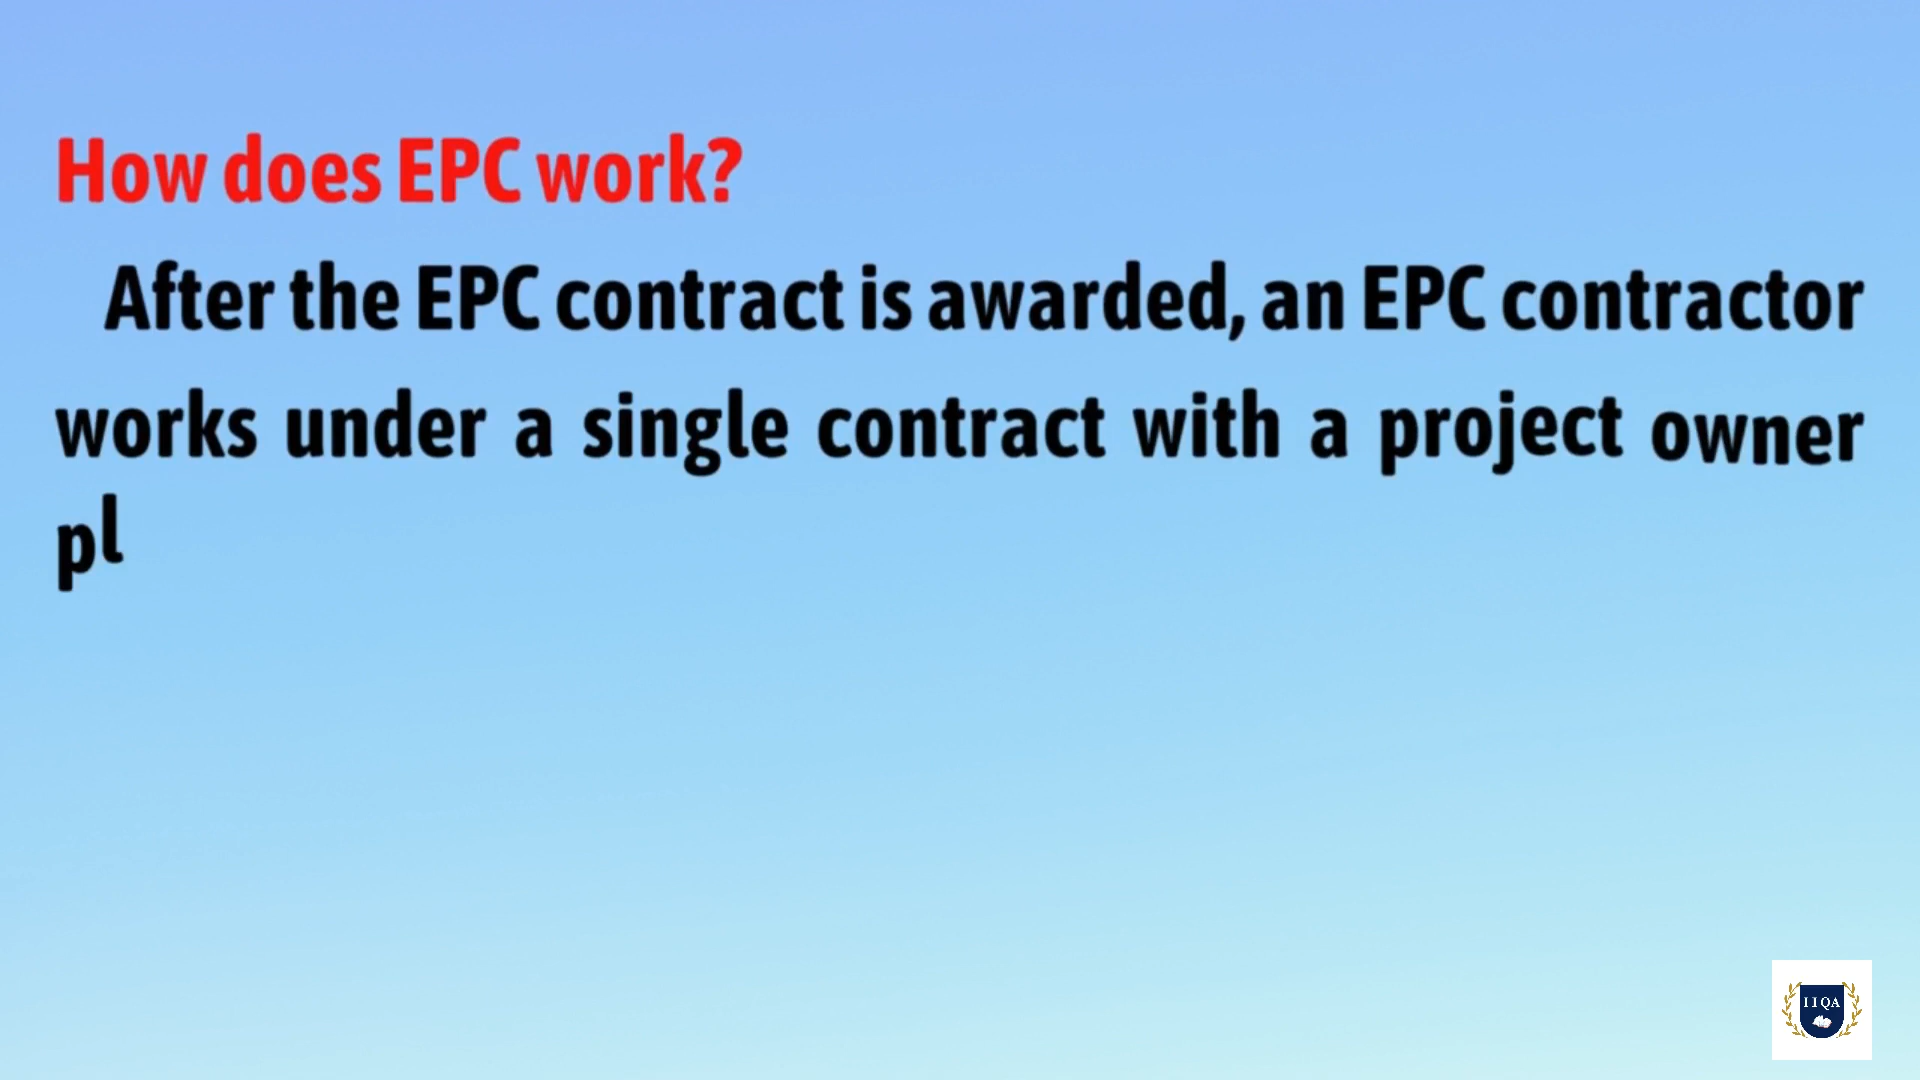 How does EPC work?
After the EPC contract is awarded, an EPC contractor
works under a single contract with a project owner
pl
IIQA